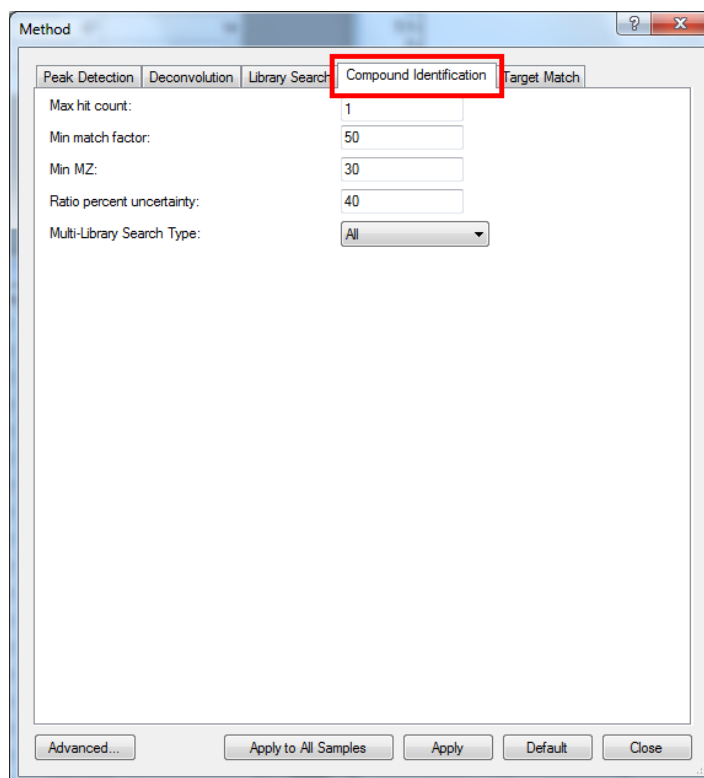 Method
Peak Detection Deconvolution Library Search Compound Identification Target Match
Max hit count: 1
Min match factor: 50
Min MZ: 30
Ratio percent uncertainty: 40
Multi-Library Search Type: All
Advanced... Apply to All Samples Apply Default Close